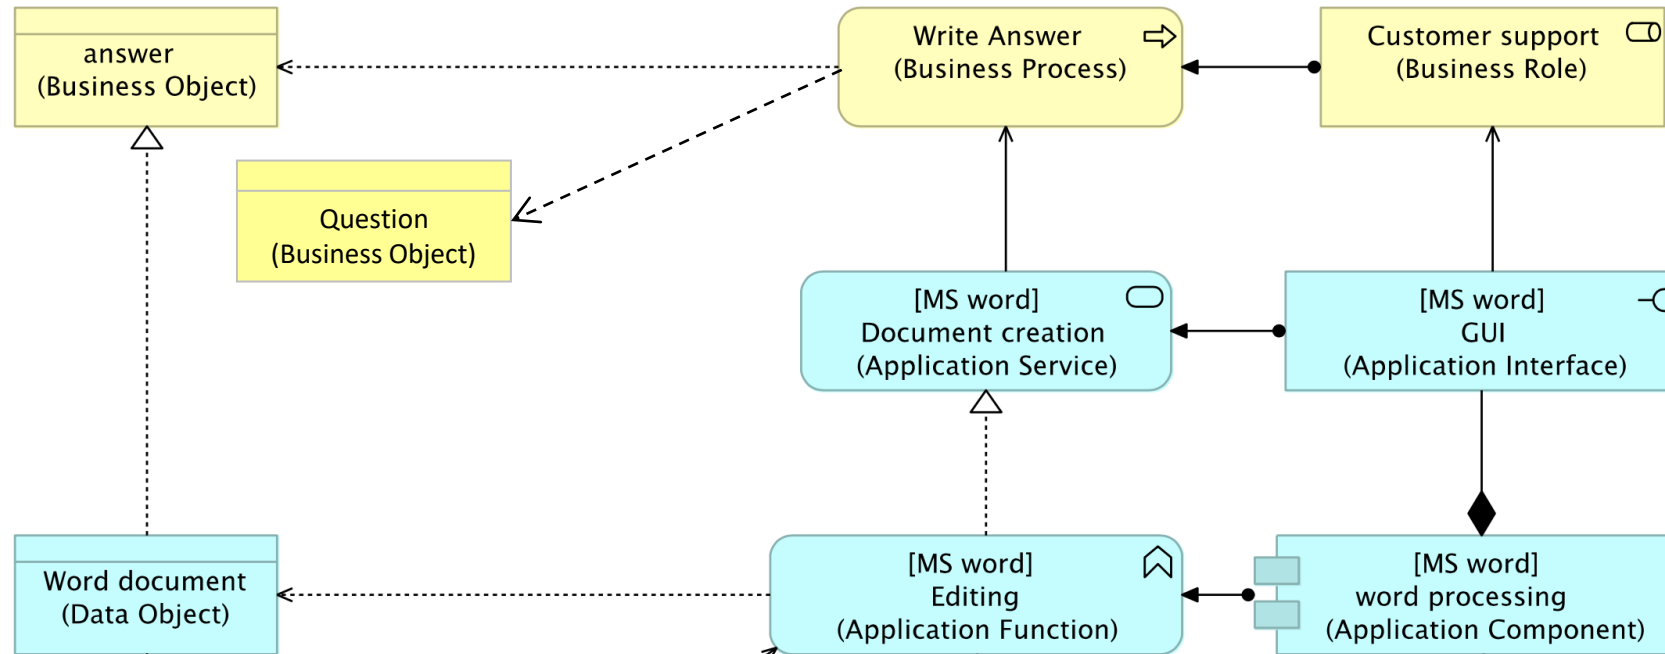 answer
(Business Object)
Write Answer
(Business Process)
Customer support
(Business Role)
Question
(Business Object)
[MS word]
Document creation
(Application Service)
[MS word]
GUI
(Application Interface)
Word document
(Data Object)
[MS word]
Editing
(Application Function)
[MS word]
word processing
(Application Component)